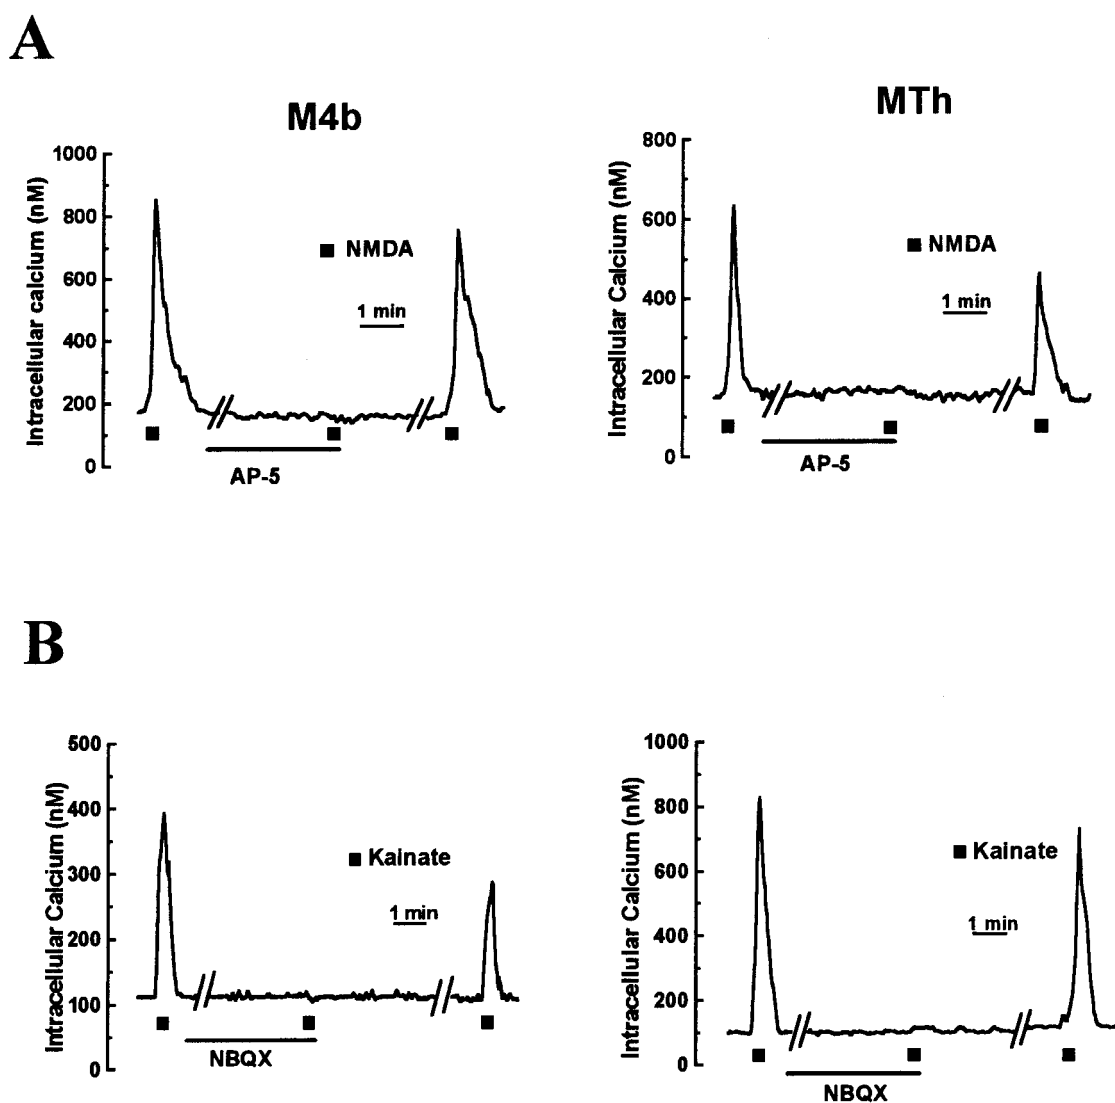 A
M4b
MTh
Intracellular calcium (nM)
1000
800
600
400
200
0
NMDA
1 min
AP-5
Intracellular Calcium (nM)
800
600
400
200
0
NMDA
1 min
AP-5
B
Intracellular Calcium (nM)
500
400
300
200
100
0
Kainate
1 min
NBQX
Intracellular Calcium (nM)
1000
800
600
400
200
0
Kainate
1 min
NBQX